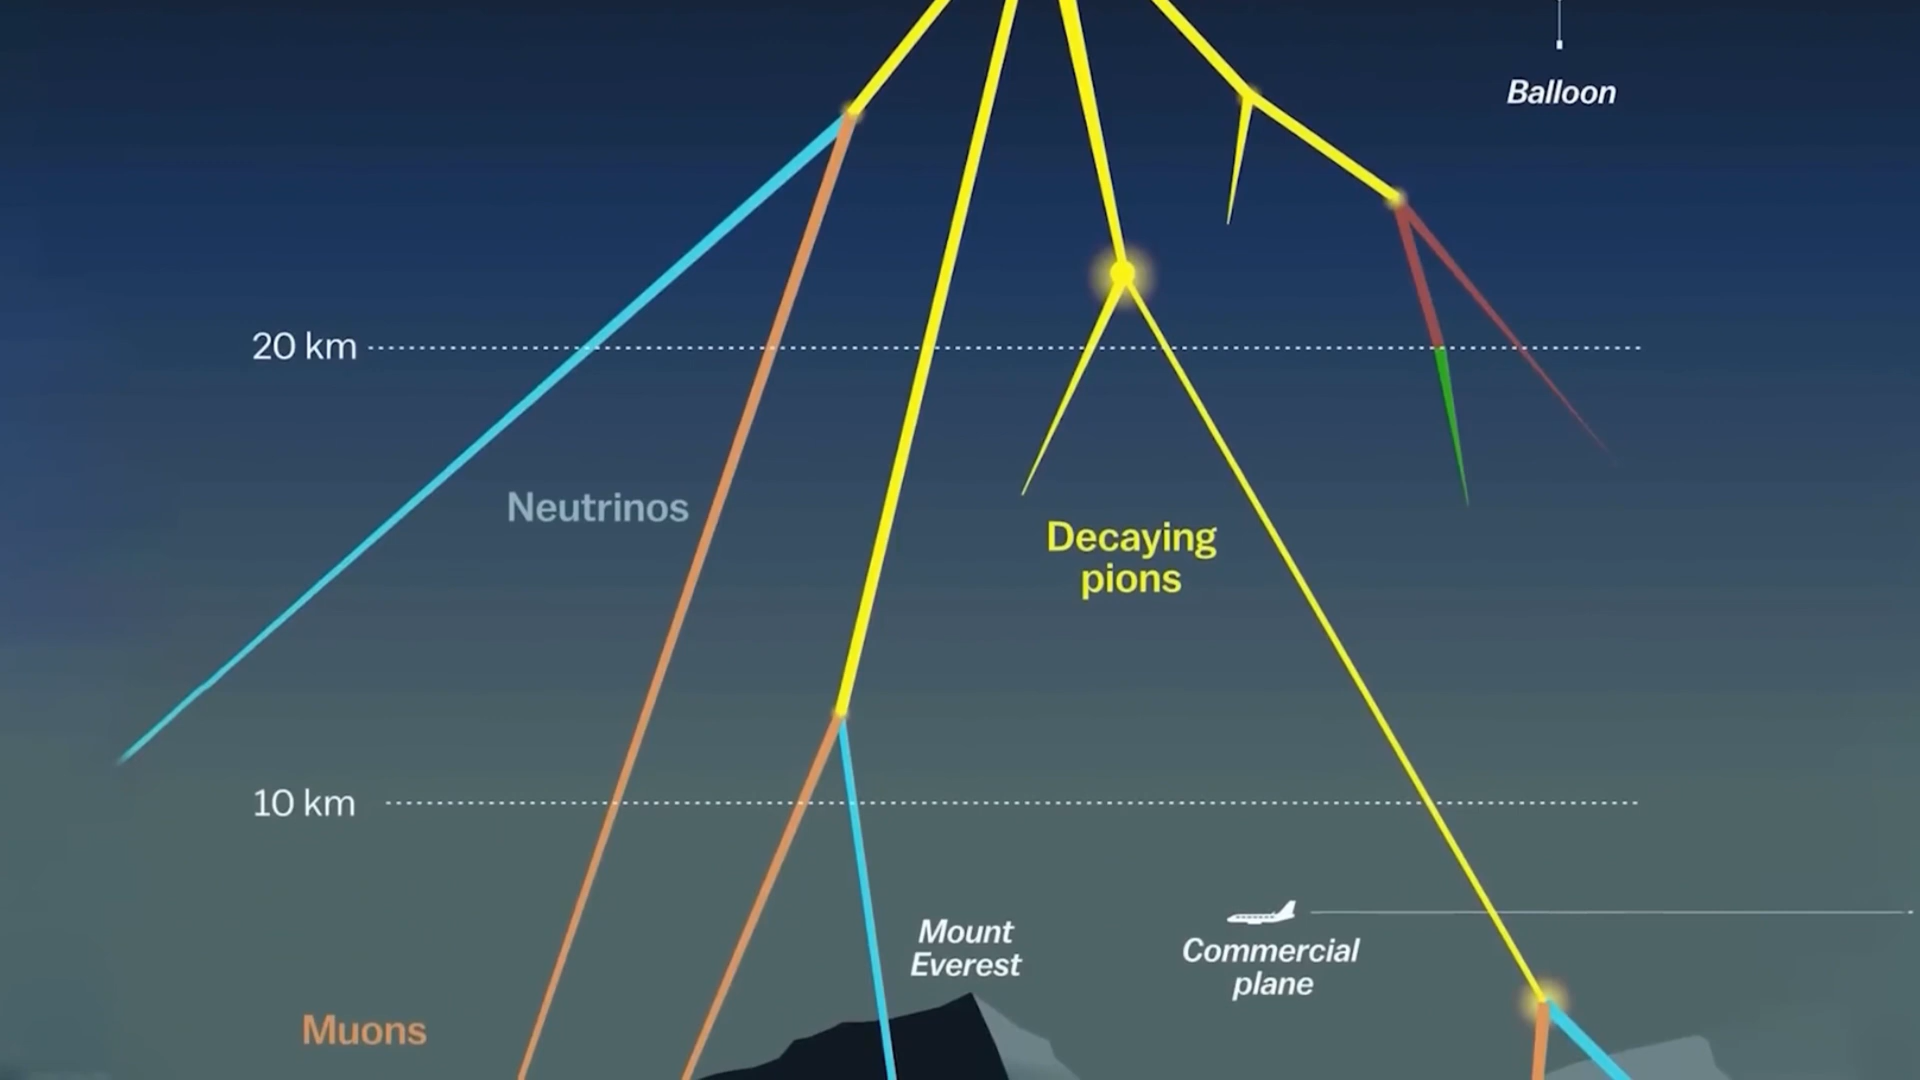 Balloon
20 km
Neutrinos
Decaying
pions
10 km
Mount
Everest
Commercial
plane
Muons